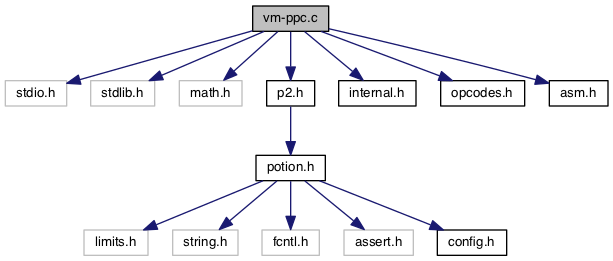 vm-ppc.c
stdio.h
stdlib.h
math.h
p2.h
internal.h
opcodes.h
asm.h
potion.h
limits.h
string.h
fcntl.h
assert.h
config.h